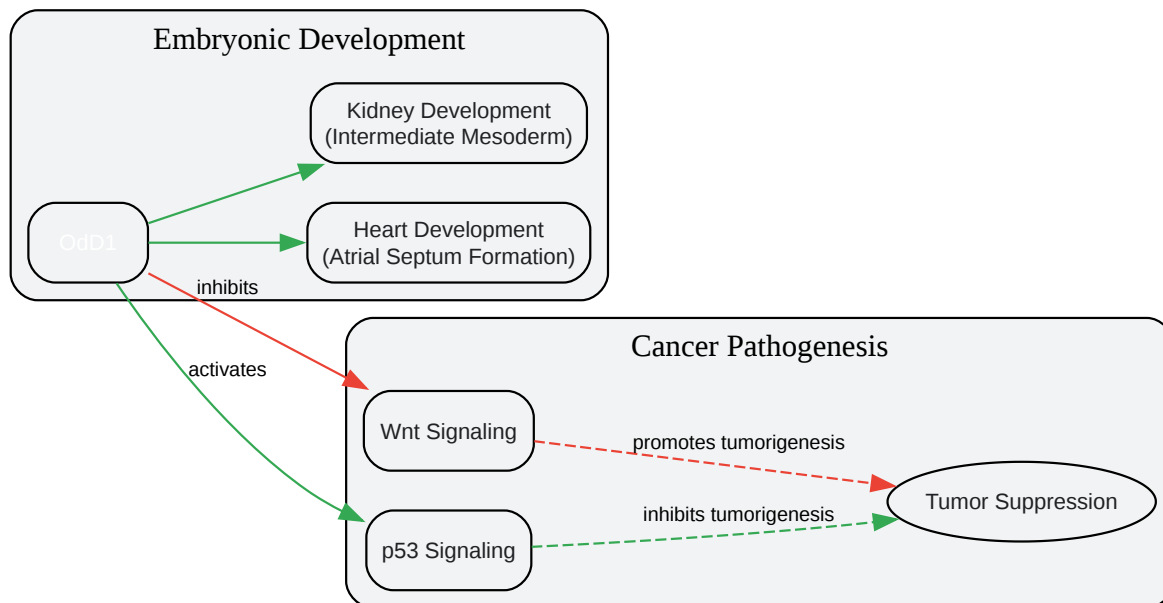 Embryonic Development
Kidney Development
(Intermediate Mesoderm)
OdD1
Heart Development
(Atrial Septum Formation)
inhibits
activates
Cancer Pathogenesis
Wnt Signaling
promotes tumorigenesis
Tumor Suppression
inhibits tumorigenesis
p53 Signaling